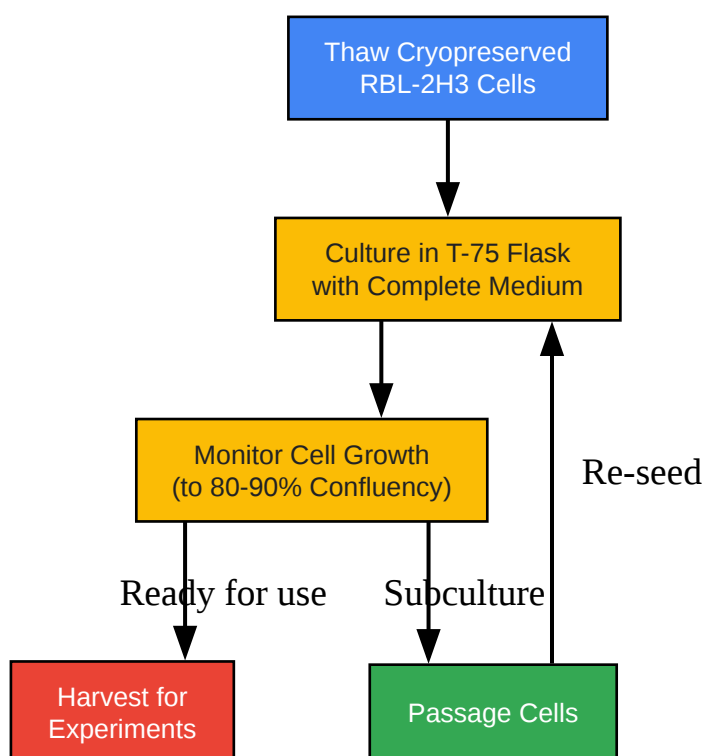 Thaw Cryopreserved
RBL-2H3 Cells
Culture in T-75 Flask
with Complete Medium
Monitor Cell Growth
(to 80-90% Confluency)
Re-seed
Ready for use
Subculture
Harvest for
Experiments
Passage Cells